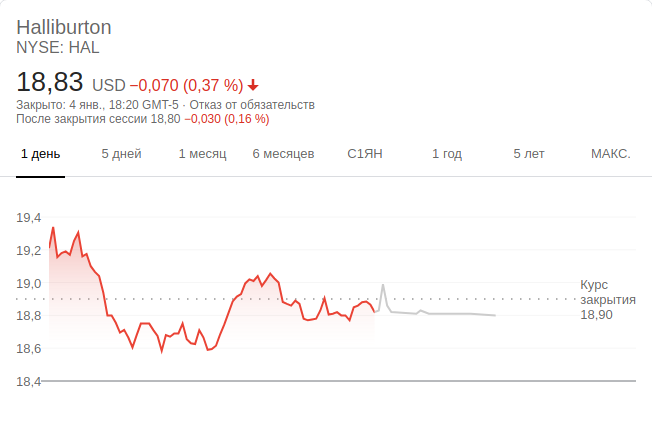 Halliburton
NYSE: HAL
18,83 USD −0,070 (0,37 %)
Закрыто: 4 янв., 18:20 GMT-5 · Отказ от обязательств
После закрытия сессии 18,80 −0,030 (0,16 %)
1 день 5 дней 1 месяц 6 месяцев С1ЯН 1 год 5 лет МАКС.
19,4
19,2
19,0
18,8
18,6
18,4
Курс
закрытия
18,90